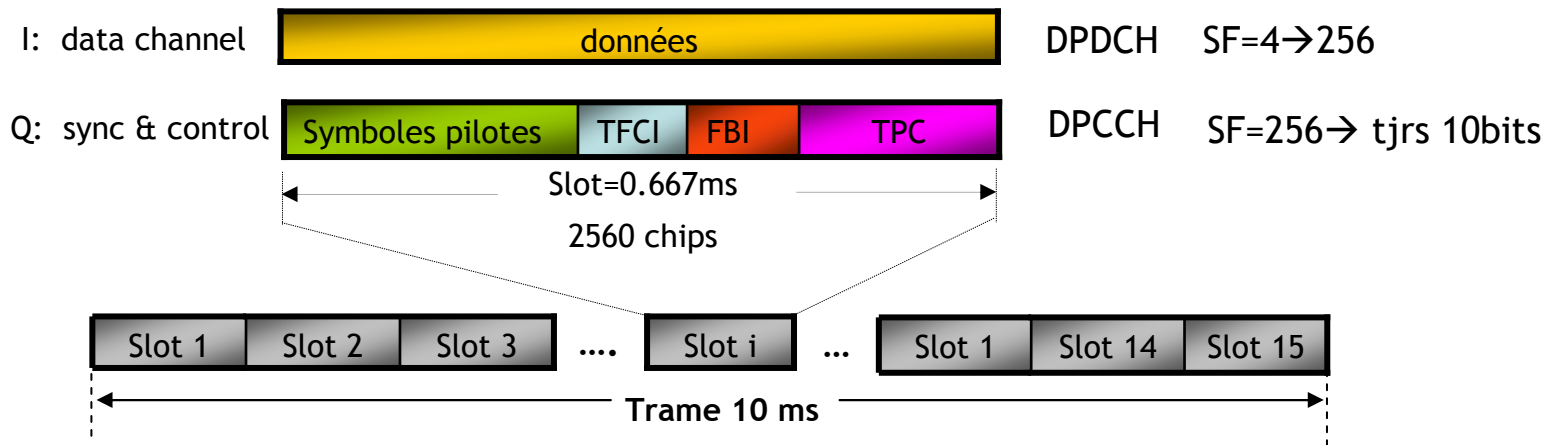 I: data channel données DPDCH SF=4→256
Q: sync & control Symboles pilotes TFCI FBI TPC DPCCH SF=256→ tjrs 10bits
Slot=0.667ms
2560 chips
Slot 1 Slot 2 Slot 3 .... Slot i ... Slot 1 Slot 14 Slot 15
Trame 10 ms